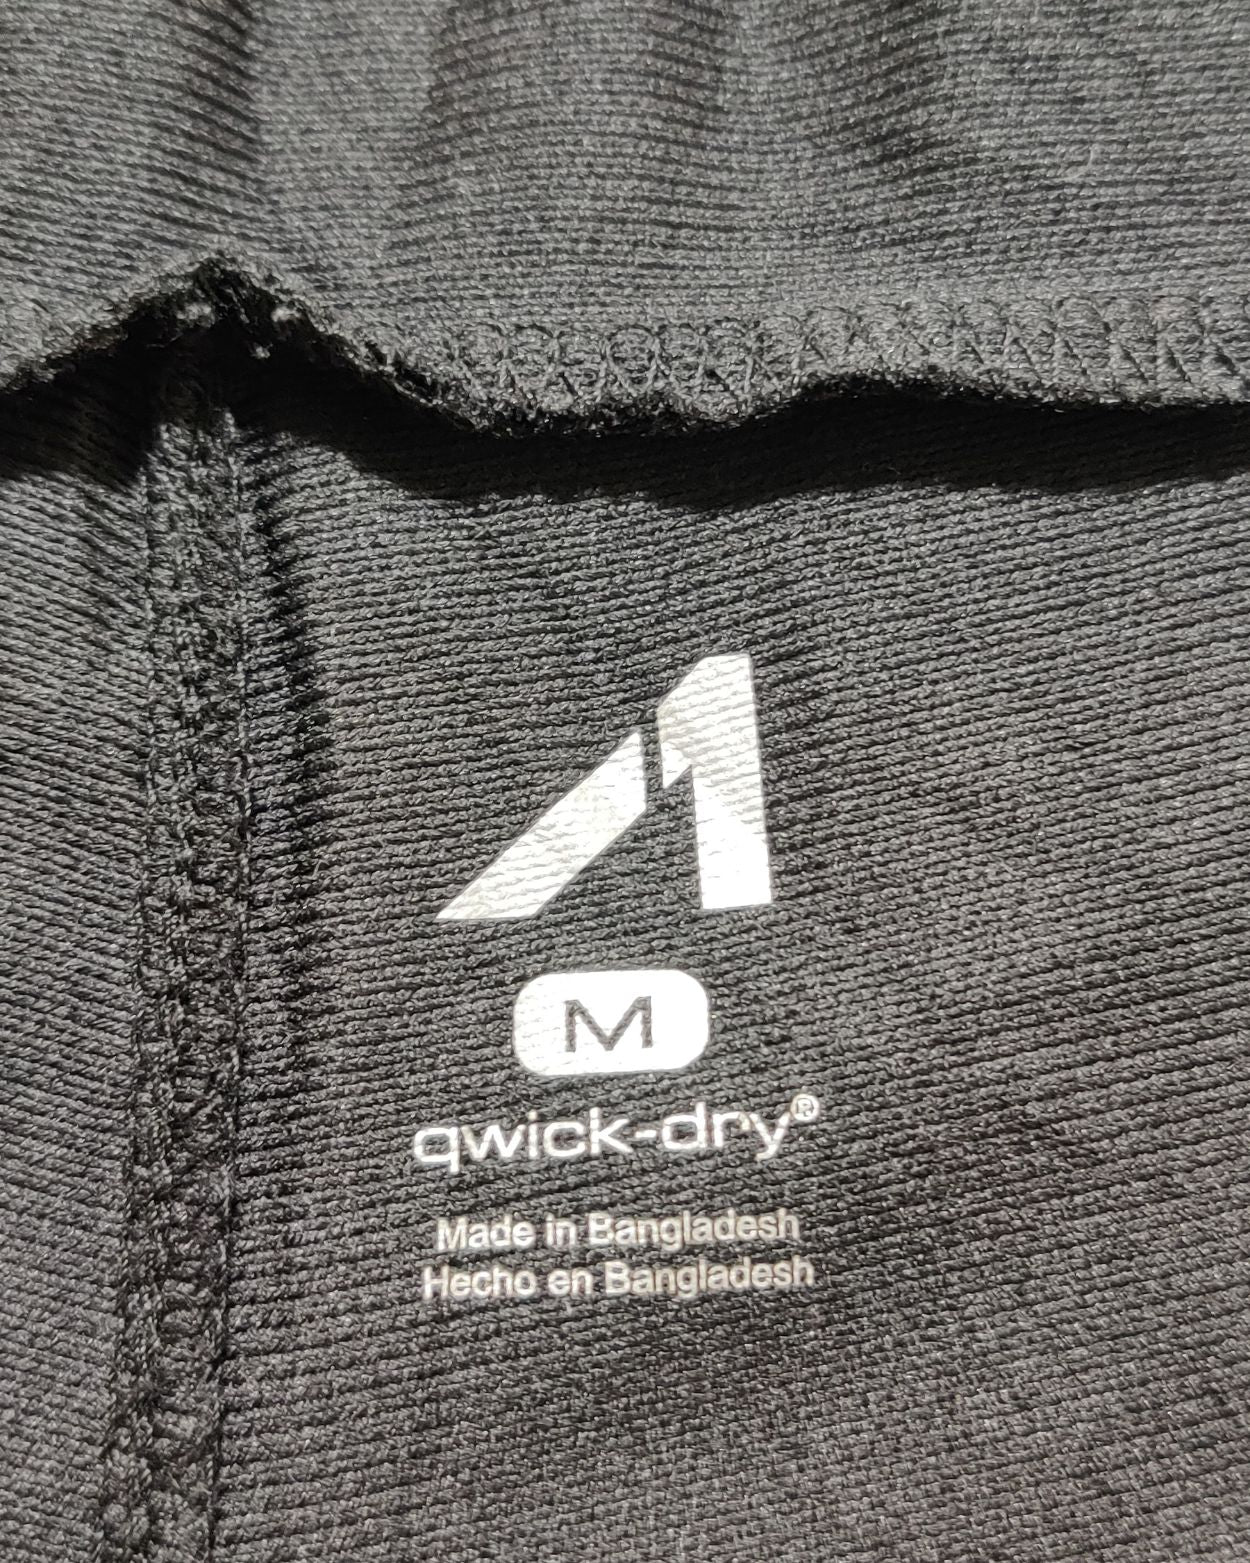 M
qwick-dry®
Made in Bangladesh
Hecho en Bangladesh